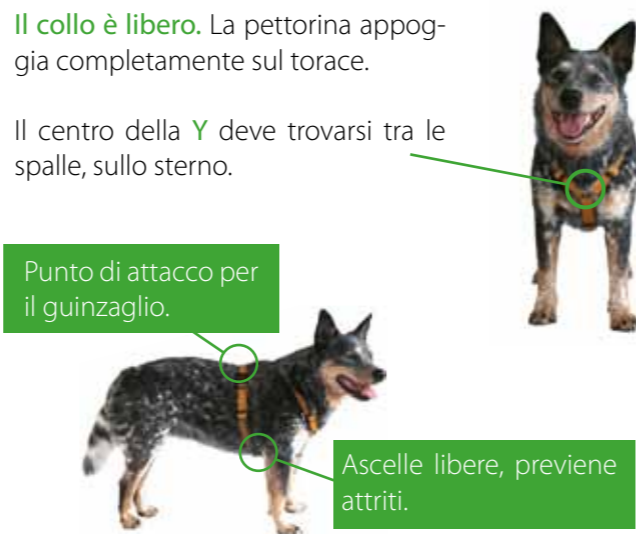 Il collo è libero. La pettorina appog-
gia completamente sul torace.
Il centro della Y deve trovarsi tra le
spalle, sullo sterno.
Punto di attacco per
il guinzaglio.
Ascelle libere, previene
attriti.